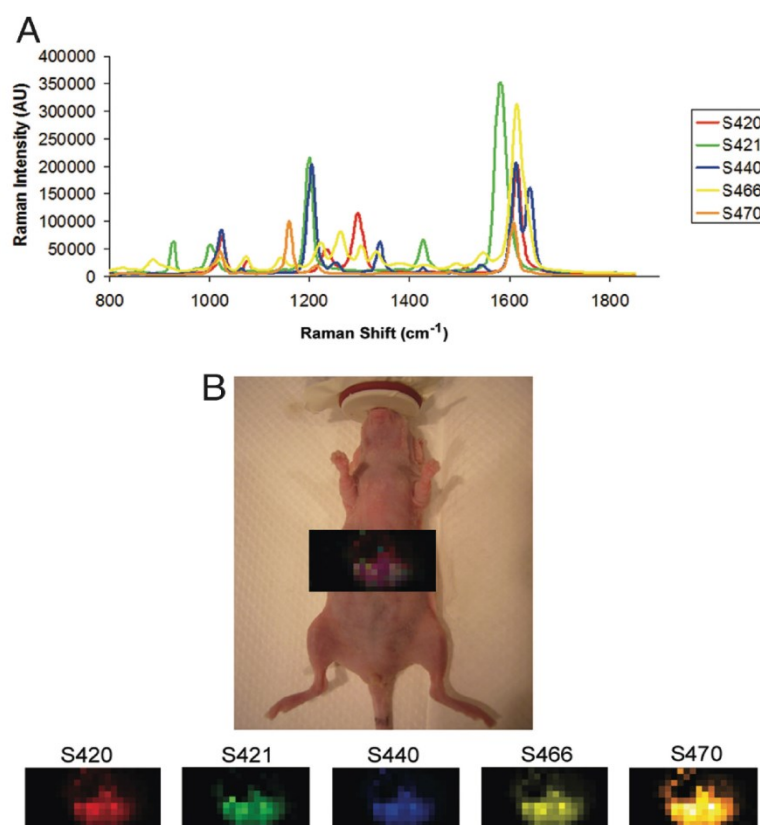 A
400000
350000
300000
250000
200000
150000
100000
50000
0
Raman Intensity (AU)
800 1000 1200 1400 1600 1800
Raman Shift (cm⁻¹)
S420
S421
S440
S466
S470
B
S420 S421 S440 S466 S470